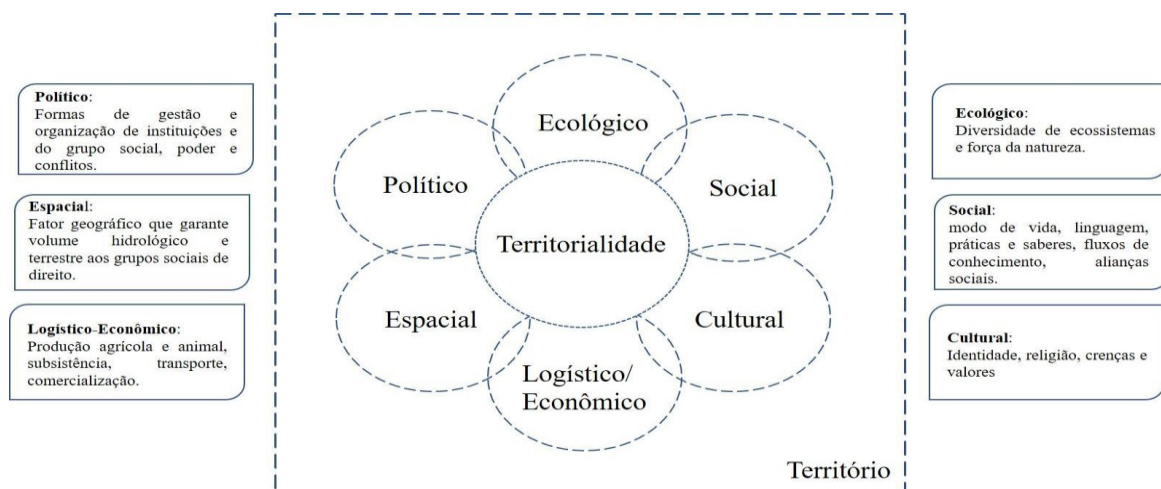 Político:
Formas de gestão e
organização de instituições e
do grupo social, poder e
conflitos.
Espacial:
Fator geográfico que garante
volume hidrológico e
terrestre aos grupos sociais de
direito.
Logístico-Econômico:
Produção agrícola e animal,
subsistência, transporte,
comercialização.
Ecológico
Político
Social
Territorialidade
Espacial
Cultural
Logístico/
Econômico
Território
Ecológico:
Diversidade de ecossistemas
e força da natureza.
Social:
modo de vida, linguagem,
práticas e saberes, fluxos de
conhecimento, alianças
sociais.
Cultural:
Identidade, religião, crenças e
valores